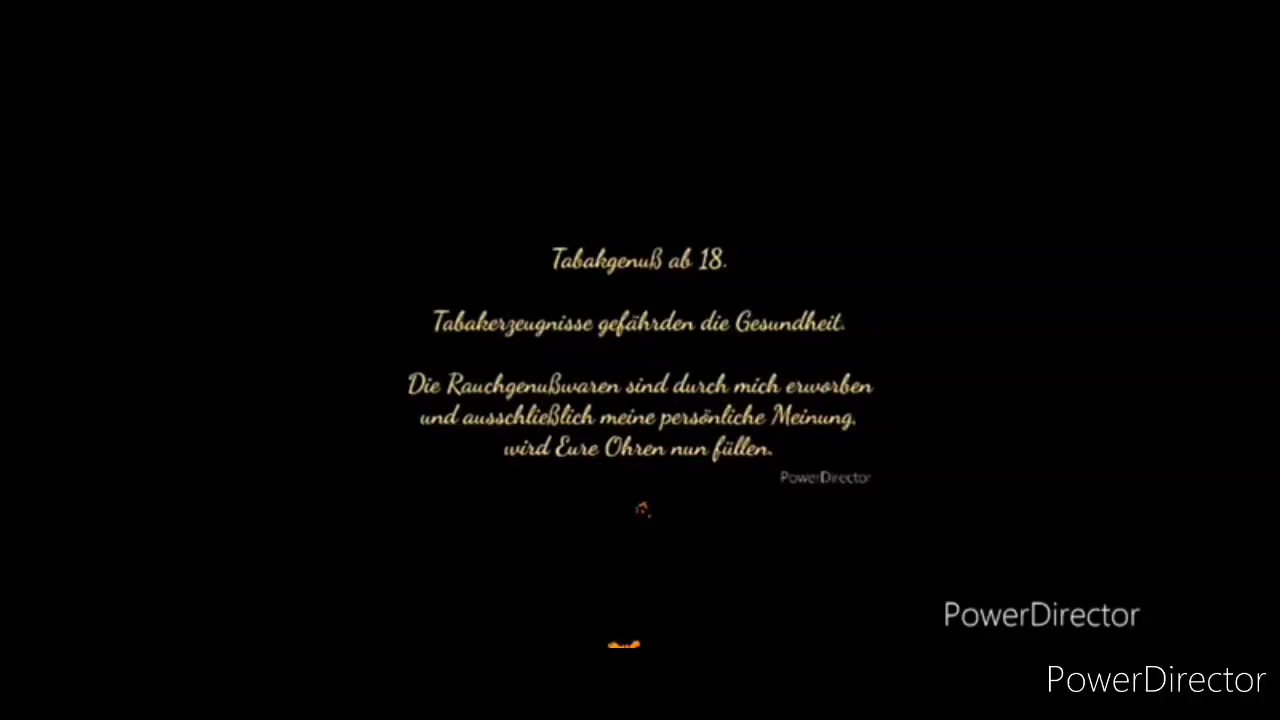 Tabakgenuß ab 18.
Tabakerzeugnisse gefährden die Gesundheit.
Die Rauchgenußwaren sind durch mich erworben
und ausschließlich meine persönliche Meinung,
wird Eure Ohren nun füllen.
PowerDirector
PowerDirector
PowerDirector